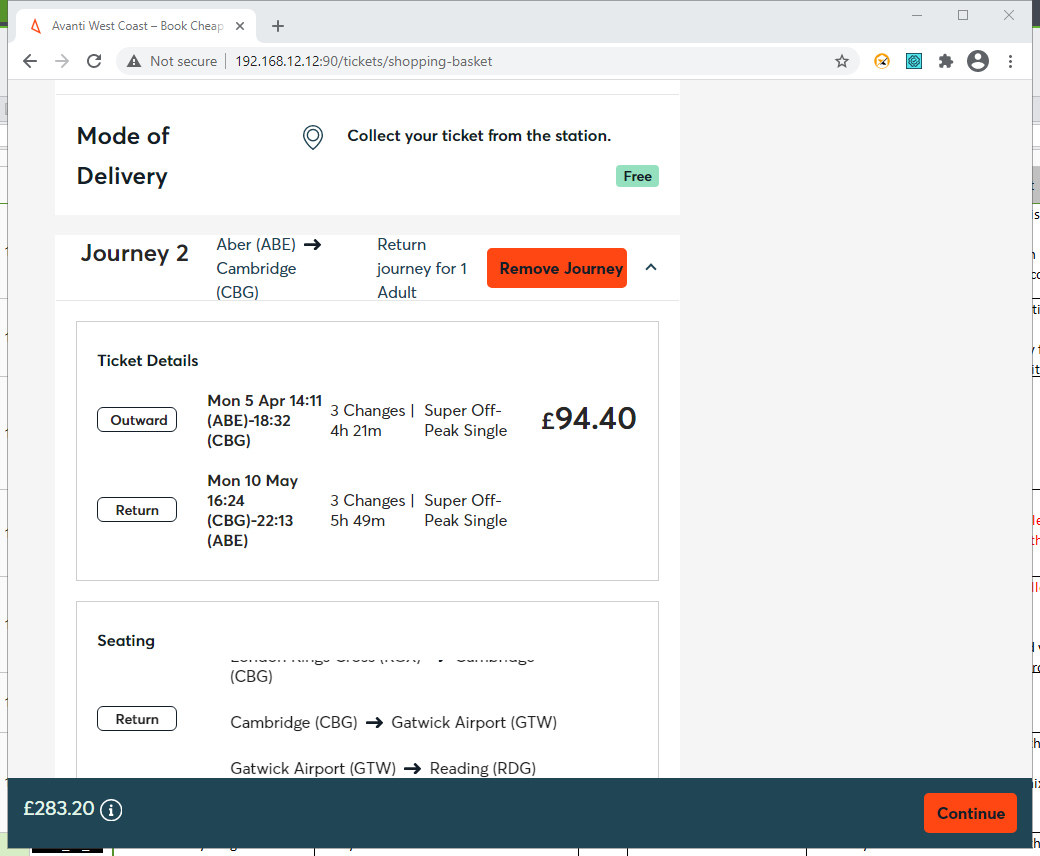 Avanti West Coast – Book Cheap
Not secure
192.168.12.12:90/tickets/shopping-basket
Mode of
Delivery
Collect your ticket from the station.
Free
Journey 2
Aber (ABE) →
Cambridge
(CBG)
Return
journey for 1
Adult
Remove Journey
Ticket Details
Outward
Mon 5 Apr 14:11
(ABE)-18:32
(CBG)
3 Changes |
4h 21m
Super Off-
Peak Single
£94.40
Return
Mon 10 May
16:24
(CBG)-22:13
(ABE)
3 Changes |
5h 49m
Super Off-
Peak Single
Seating
(CBG)
Return
Cambridge (CBG) → Gatwick Airport (GTW)
Gatwick Airport (GTW) → Reading (RDG)
£283.20
Continue